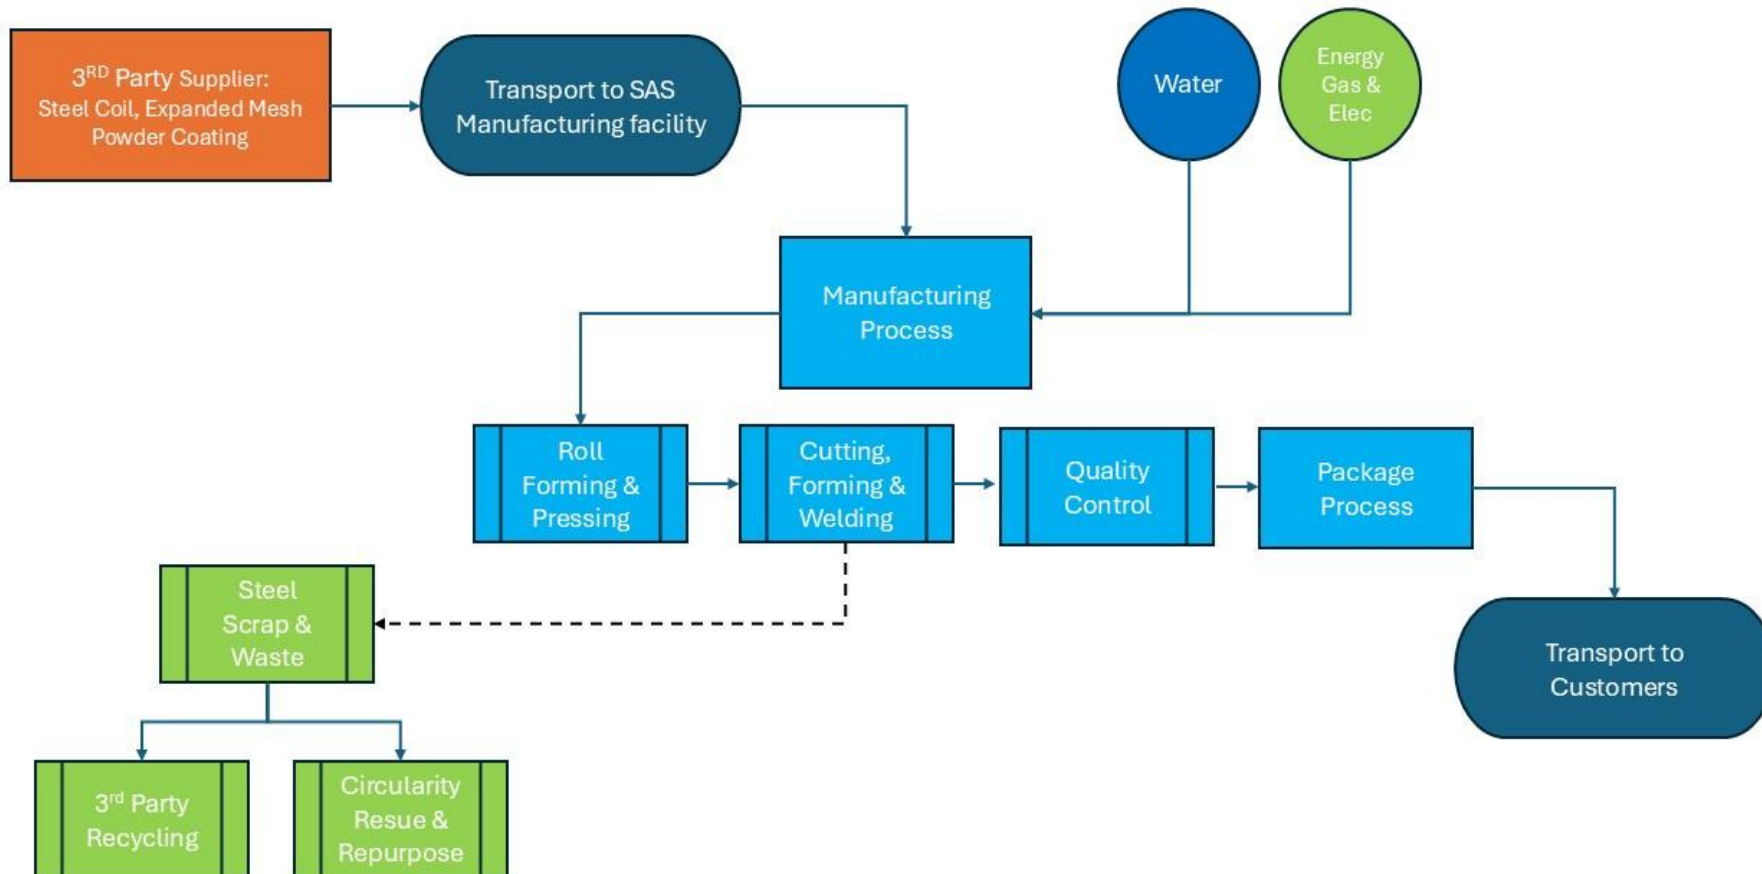 3RD Party Supplier:
Steel Coil, Expanded Mesh
Powder Coating
Transport to SAS
Manufacturing facility
Water
Energy
Gas &
Elec
Manufacturing
Process
Roll
Forming &
Pressing
Cutting,
Forming &
Welding
Quality
Control
Package
Process
Steel
Scrap &
Waste
Transport to
Customers
3rd Party
Recycling
Circularity
Resue &
Repurpose